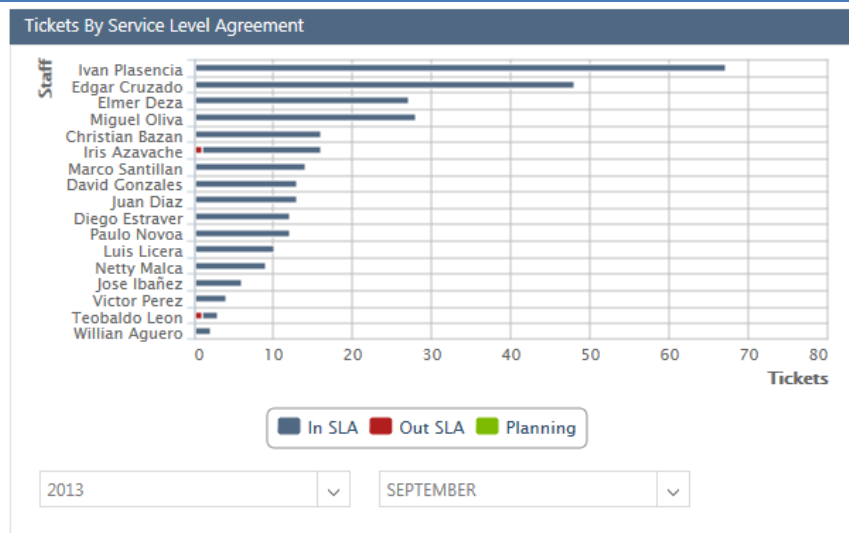 Tickets By Service Level Agreement
Staff
Ivan Plasencia
Edgar Cruzado
Elmer Deza
Miguel Oliva
Christian Bazan
Iris Azavache
Marco Santillan
David Gonzales
Juan Diaz
Diego Estraver
Paulo Novoa
Luis Licera
Netty Malca
Jose Ibañez
Victor Perez
Teobaldo Leon
Willian Aguero
0 10 20 30 40 50 60 70 80
Tickets
In SLA Out SLA Planning
2013 SEPTEMBER